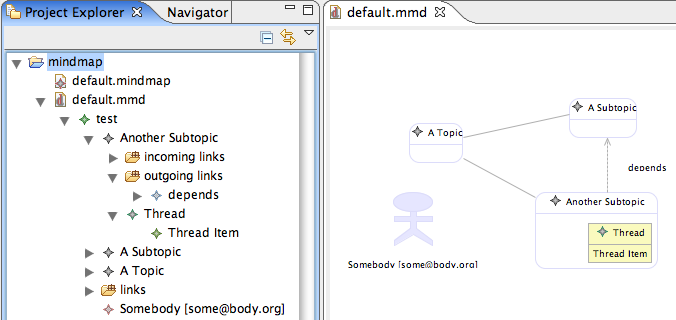 Project Explorer
Navigator
mindmap
default.mindmap
default.mmd
test
Another Subtopic
incoming links
outgoing links
depends
Thread
Thread Item
A Subtopic
A Topic
links
Somebody [some@body.org]
default.mmd
A Subtopic
A Topic
depends
Another Subtopic
Thread
Thread Item
Somebody [some@body.org]